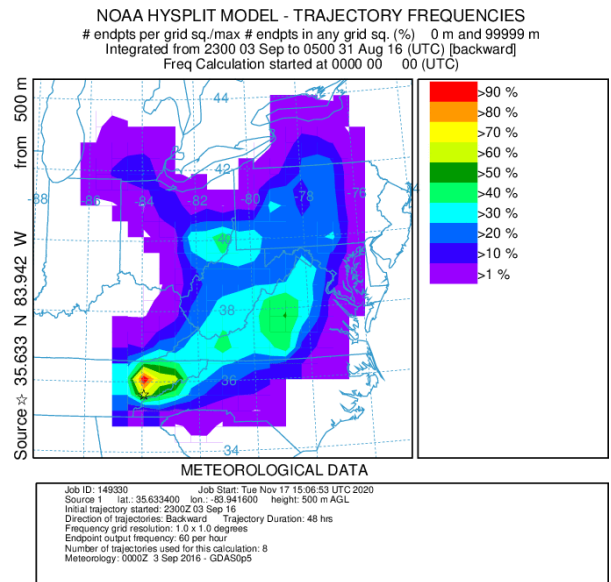 NOAA HYSPLIT MODEL - TRAJECTORY FREQUENCIES
# endpts per grid sq./max # endpts in any grid sq. (%)    0 m and 99999 m
Integrated from 2300 03 Sep to 0500 31 Aug 16 (UTC) [backward]
Freq Calculation started at 0000 00    00 (UTC)
Source ☆ 35.633 N 83.942 W    from 500 m
44
42
-88
-86
-84
-82
-80
-78
-76
40
38
36
34
>90 %
>80 %
>70 %
>60 %
>50 %
>40 %
>30 %
>20 %
>10 %
>1 %
METEOROLOGICAL DATA
Job ID: 149330    Job Start: Tue Nov 17 15:06:53 UTC 2020
Source 1    lat.: 35.633400    lon.: -83.941600    height: 500 m AGL
Initial trajectory started: 2300Z 03 Sep 16
Direction of trajectories: Backward    Trajectory Duration: 48 hrs
Frequency grid resolution: 1.0 x 1.0 degrees
Endpoint output frequency: 60 per hour
Number of trajectories used for this calculation: 8
Meteorology: 0000Z  3 Sep 2016 - GDAS0p5